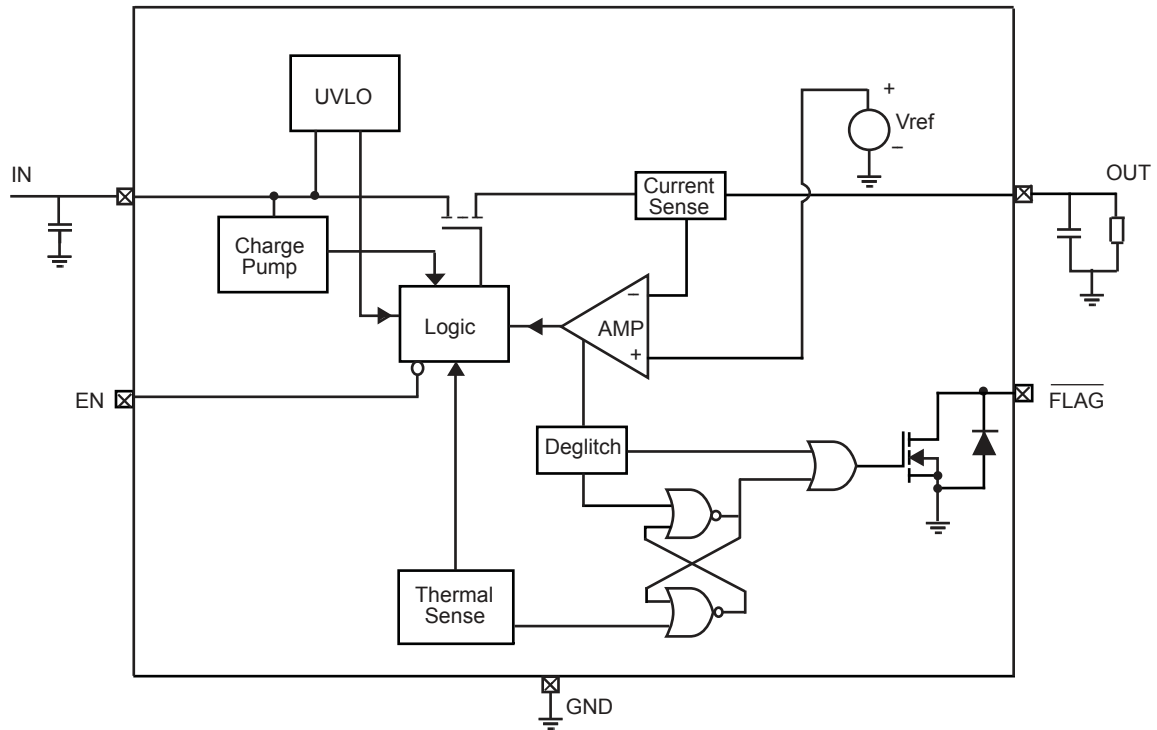 UVLO
+
Vref
–
IN
OUT
Current
Sense
Charge
Pump
–
Logic
AMP
+
EN
FLAG
Deglitch
Thermal
Sense
GND